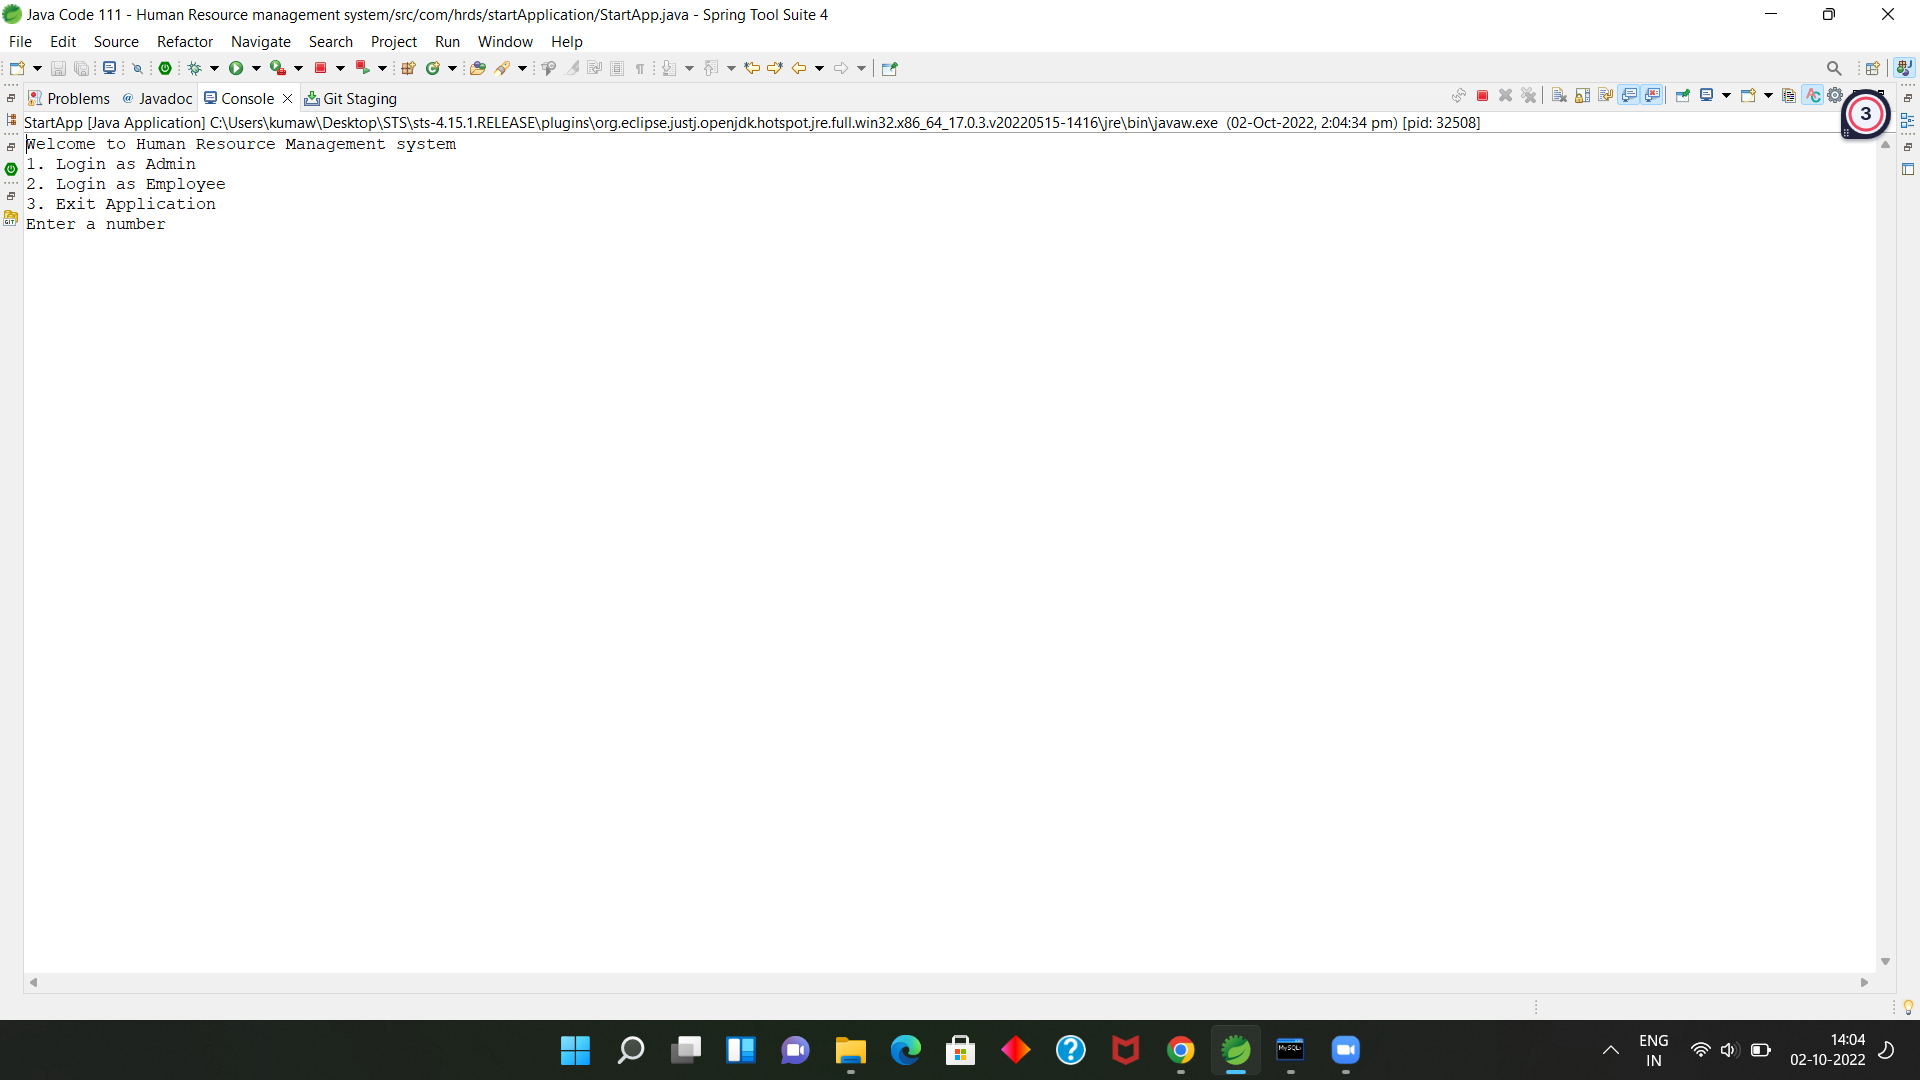 Java Code 111 - Human Resource management system/src/com/hrds/startApplication/StartApp.java - Spring Tool Suite 4
File Edit Source Refactor Navigate Search Project Run Window Help
Problems @ Javadoc Console Git Staging
StartApp [Java Application] C:\Users\kumaw\Desktop\STS\sts-4.15.1.RELEASE\plugins\org.eclipse.justj.openjdk.hotspot.jre.full.win32.x86_64_17.0.3.v20220515-1416\jre\bin\javaw.exe (02-Oct-2022, 2:04:34 pm) [pid: 32508]
3
Welcome to Human Resource Management system
1. Login as Admin
2. Login as Employee
3. Exit Application
Enter a number
GIT
MySQL
ENG
IN
14:04
02-10-2022